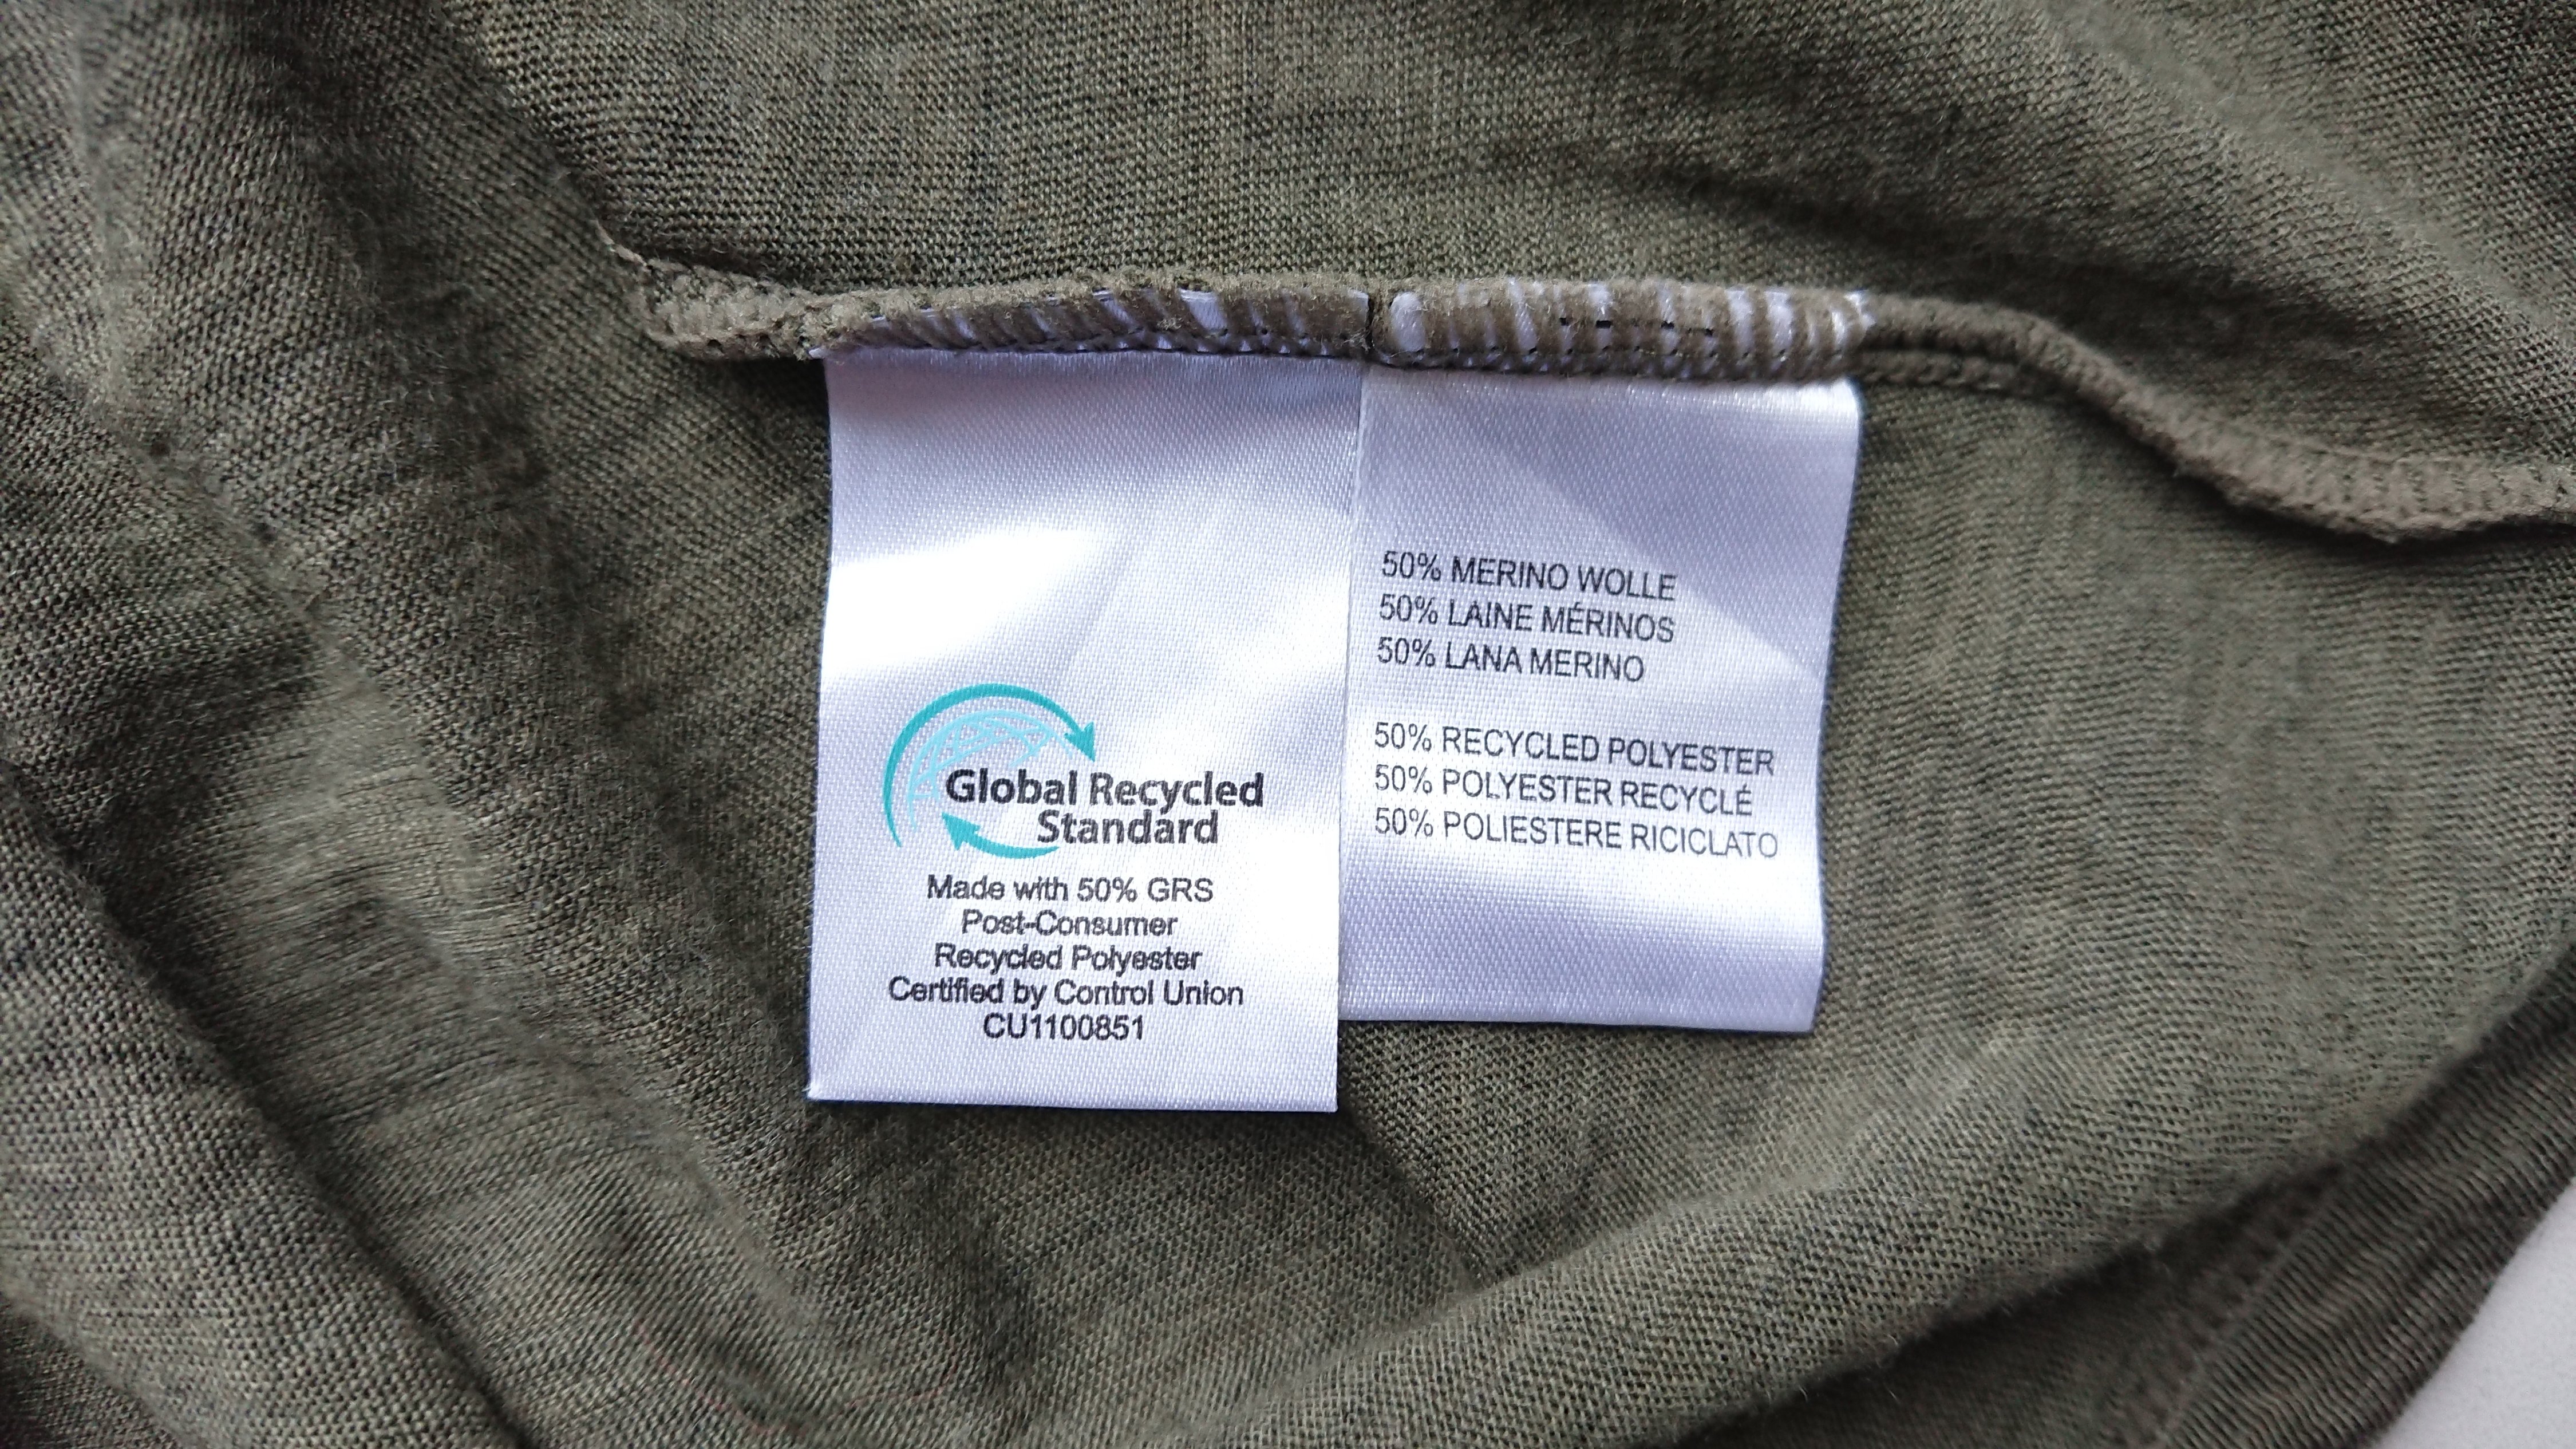 Global Recycled
Standard
Made with 50% GRS
Post-Consumer
Recycled Polyester
Certified by Control Union
CU1100851
50% MERINO WOLLE
50% LAINE MÉRINOS
50% LANA MERINO
50% RECYCLED POLYESTER
50% POLYESTER RECYCLÉ
50% POLIESTERE RICICLATO